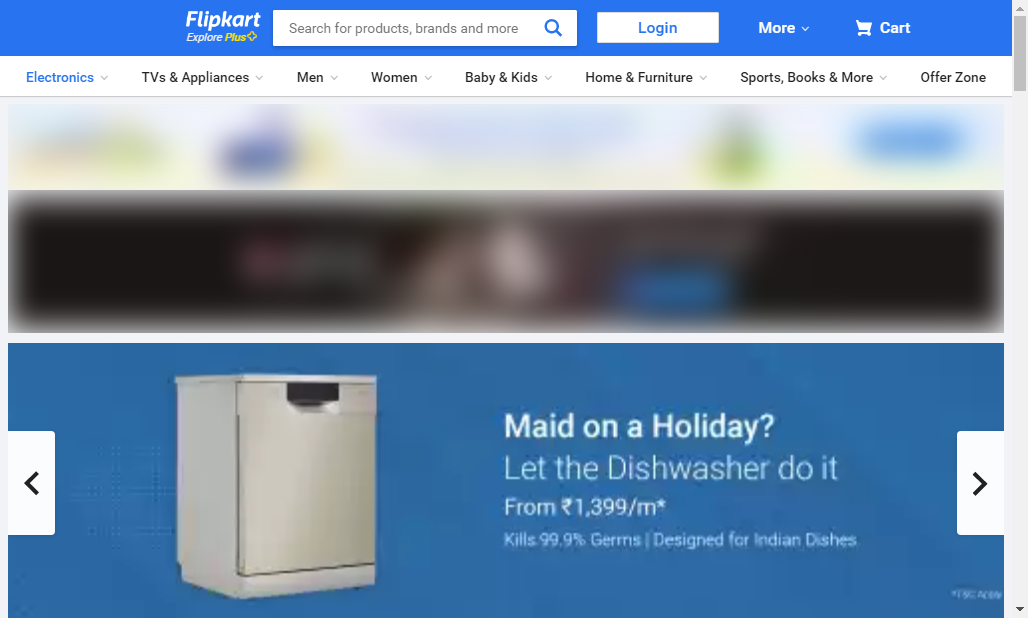 Flipkart
Explore Plus
Search for products, brands and more
Login
More
Cart
Electronics
TVs & Appliances
Men
Women
Baby & Kids
Home & Furniture
Sports, Books & More
Offer Zone
Maid on a Holiday?
Let the Dishwasher do it
From ₹1,399/m*
Kills 99.9% Germs | Designed for Indian Dishes